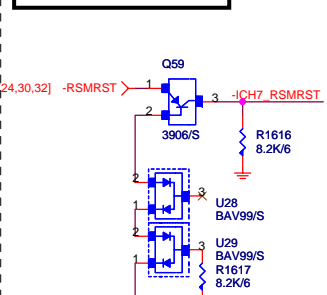 Q59
24,30,32] -RSMRST
1
3
-ICH7_RSMRST
2
3906/S
R1616
8.2K/6
2
3
1
U28
BAV99/S
2
3
U29
BAV99/S
1
R1617
8.2K/6